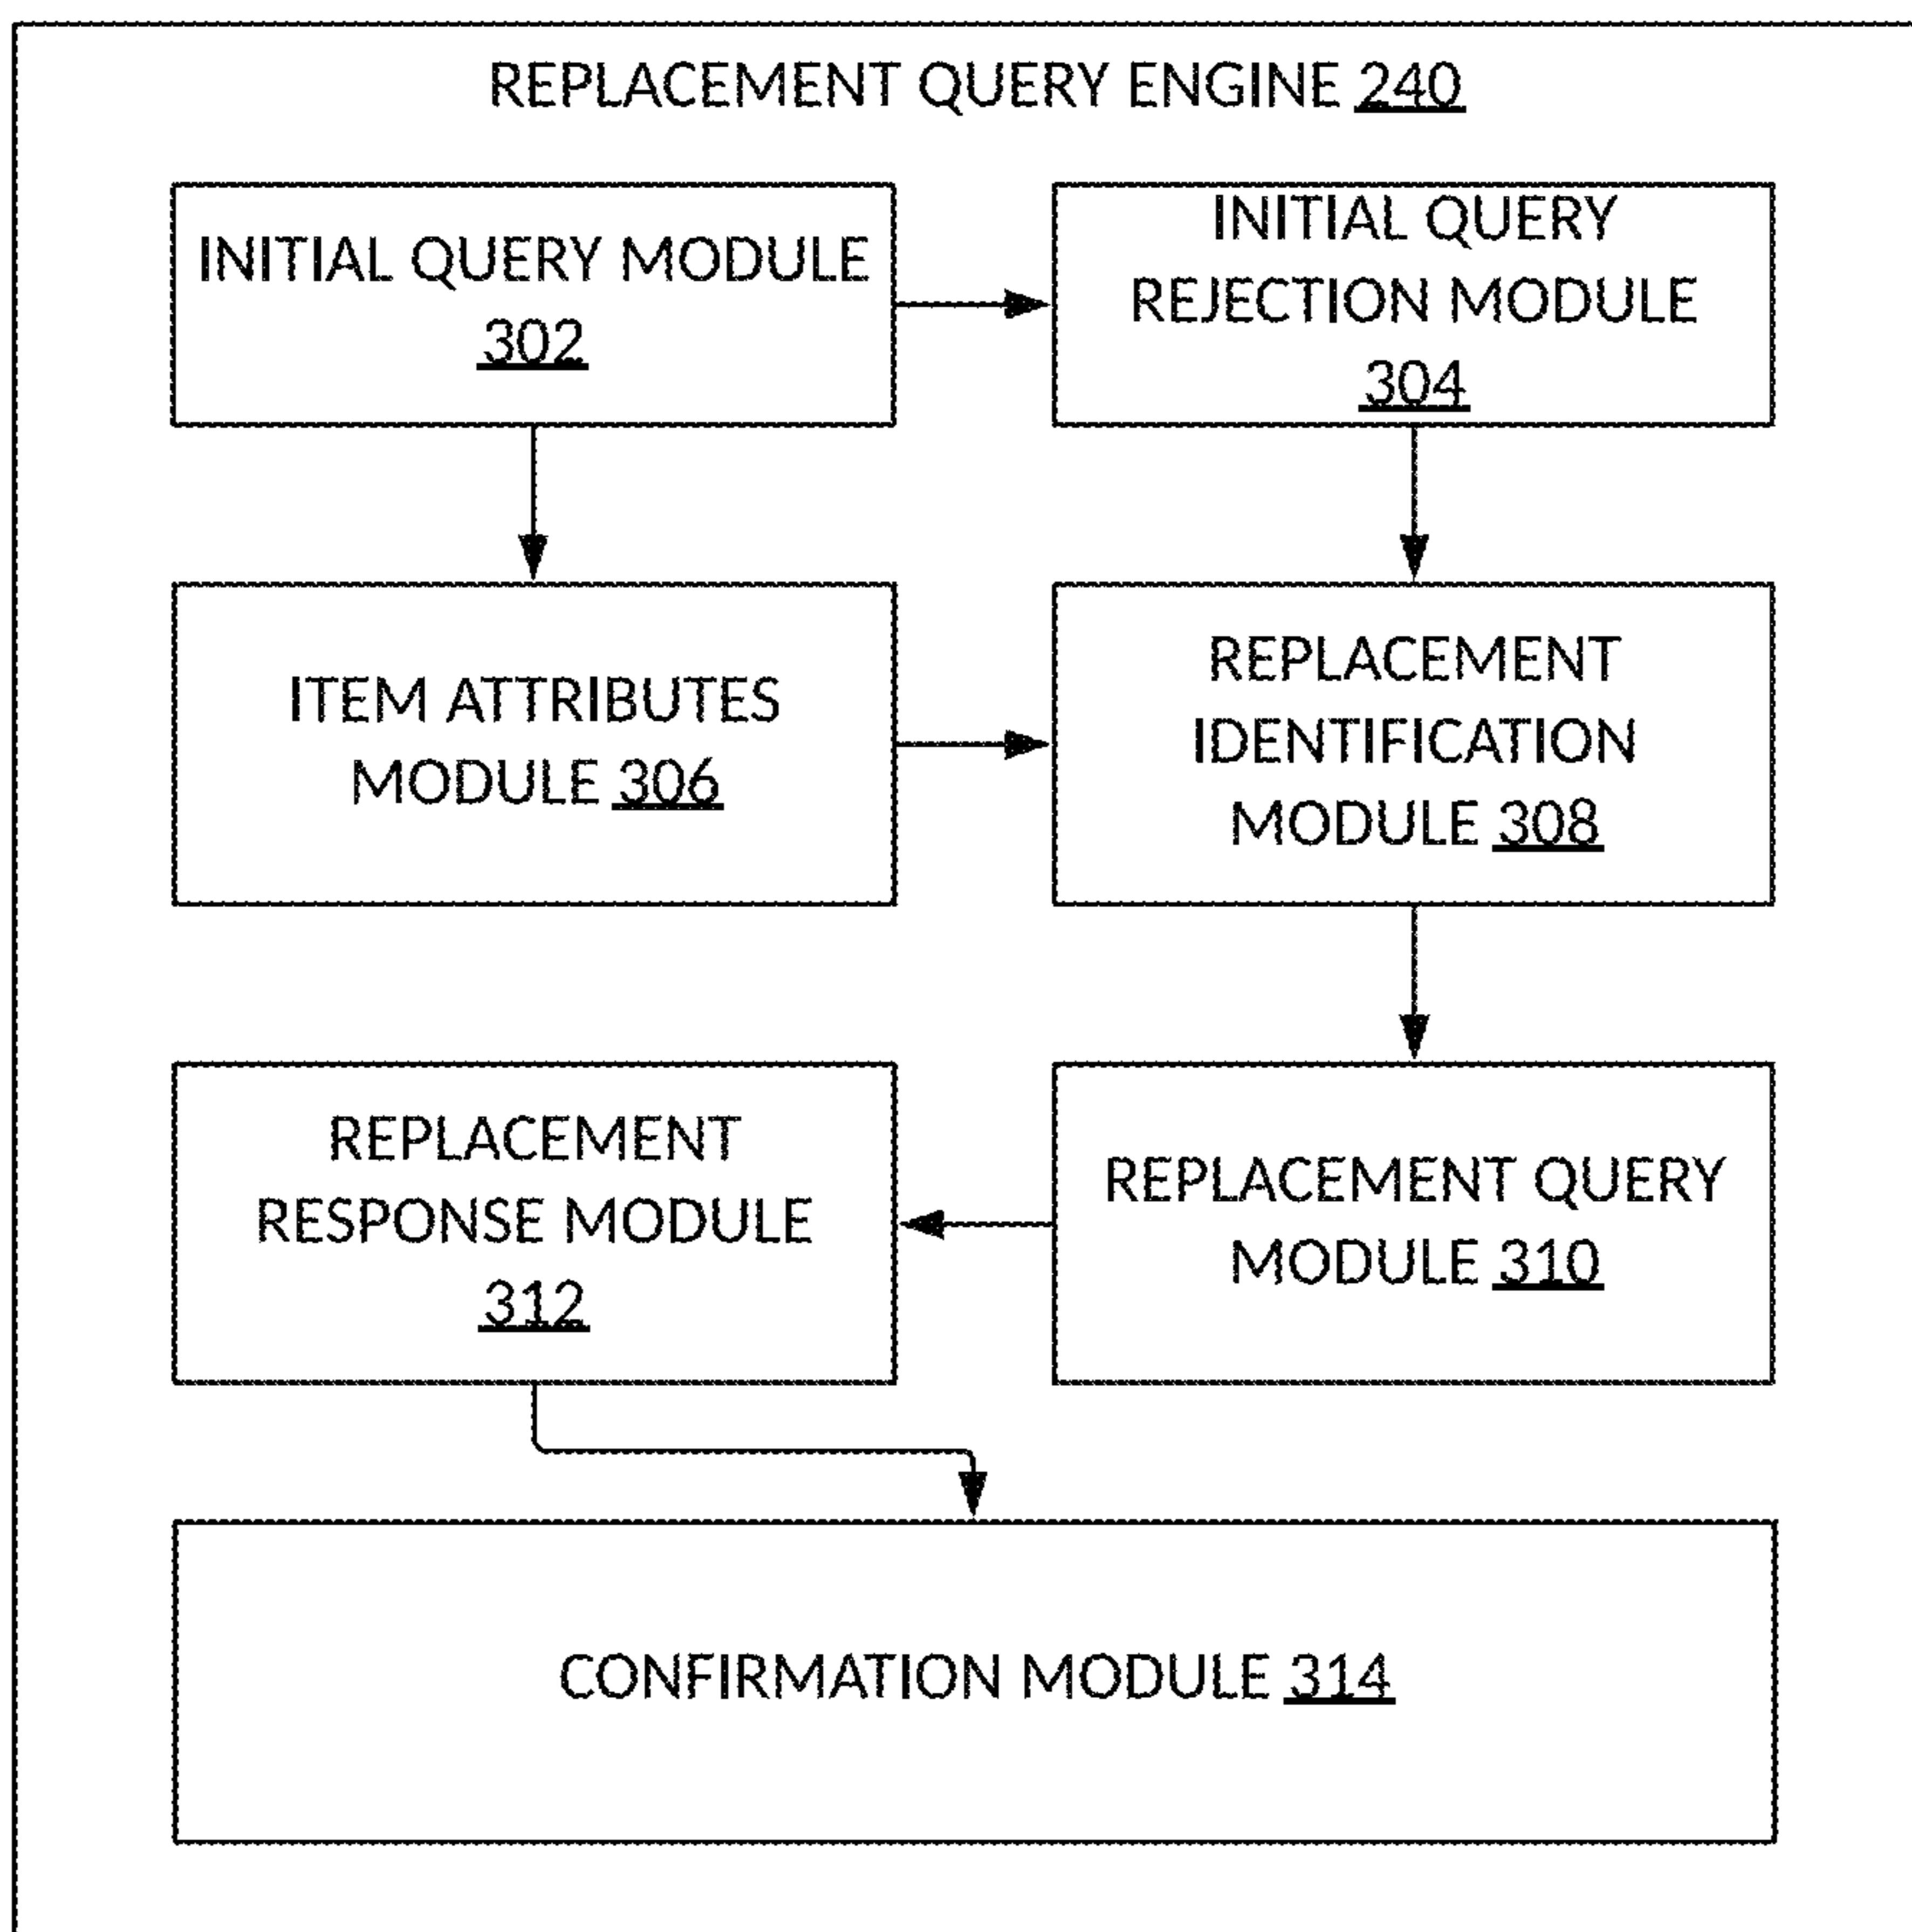 REPLACEMENT QUERY ENGINE 240
INITIAL QUERY MODULE
302
INITIAL QUERY
REJECTION MODULE
304
ITEM ATTRIBUTES
MODULE 306
REPLACEMENT
IDENTIFICATION
MODULE 308
REPLACEMENT
RESPONSE MODULE
312
REPLACEMENT QUERY
MODULE 310
CONFIRMATION MODULE 314